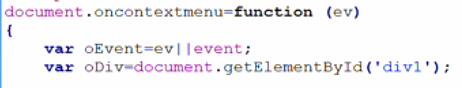 document.oncontextmenu=function (ev)
{
    var oEvent=ev||event;
    var oDiv=document.getElementById('div1');